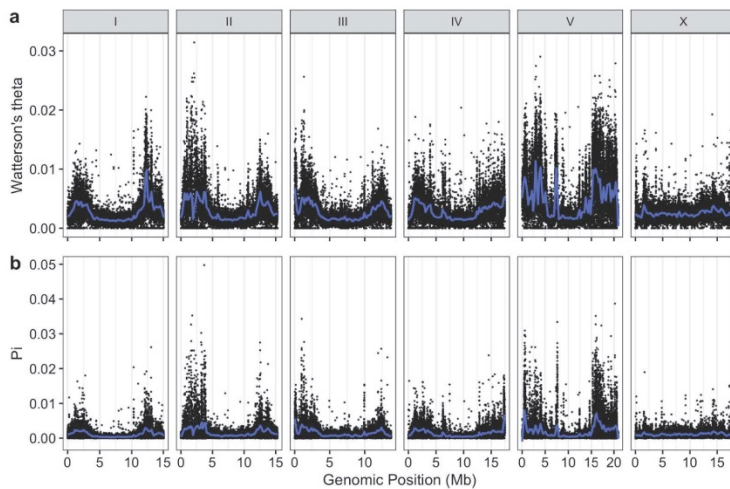 a
I II III IV V X
Watterson's theta
0.03
0.02
0.01
0.00
b
Pi
0.05
0.04
0.03
0.02
0.01
0.00
0 5 10 15 0 5 10 15 0 5 10 0 5 10 15 0 5 10 15 20 0 5 10 15
Genomic Position (Mb)